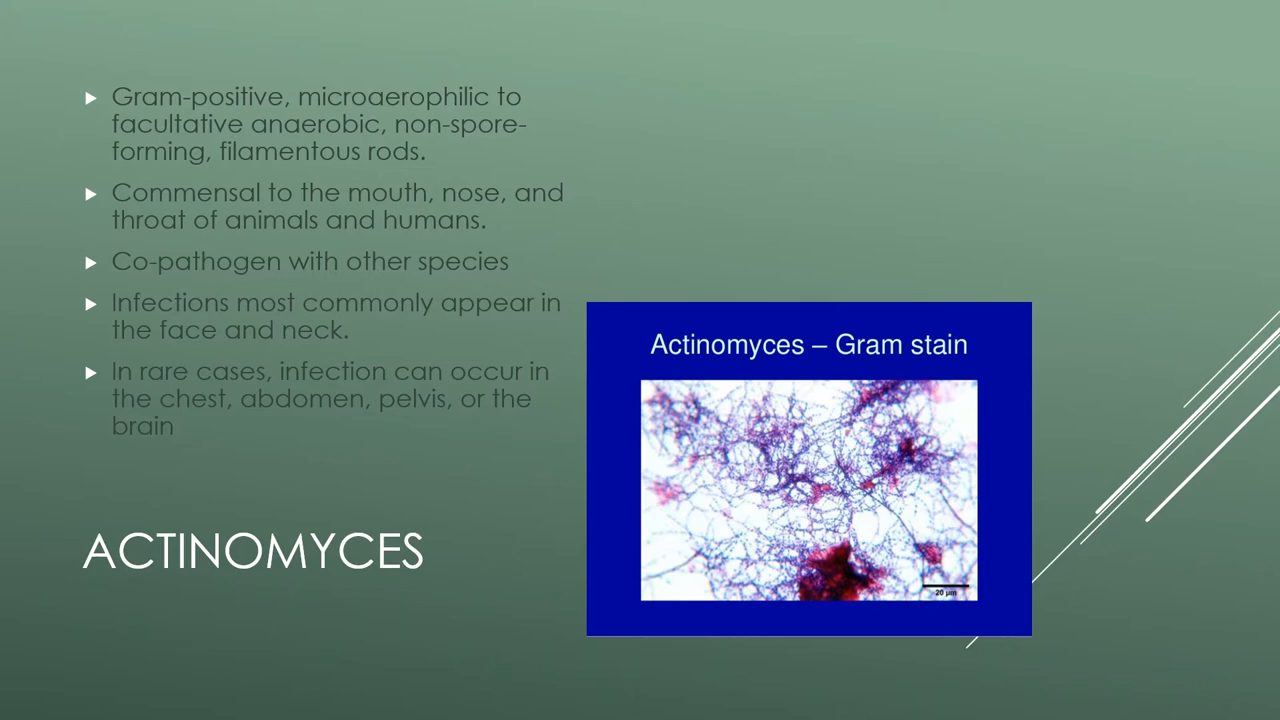 Gram-positive, microaerophilic to
facultative anaerobic, non-spore-
forming, filamentous rods.
Commensal to the mouth, nose, and
throat of animals and humans.
Co-pathogen with other species
Infections most commonly appear in
the face and neck.
In rare cases, infection can occur in
the chest, abdomen, pelvis, or the
brain
ACTINOMYCES
Actinomyces – Gram stain
20 µm